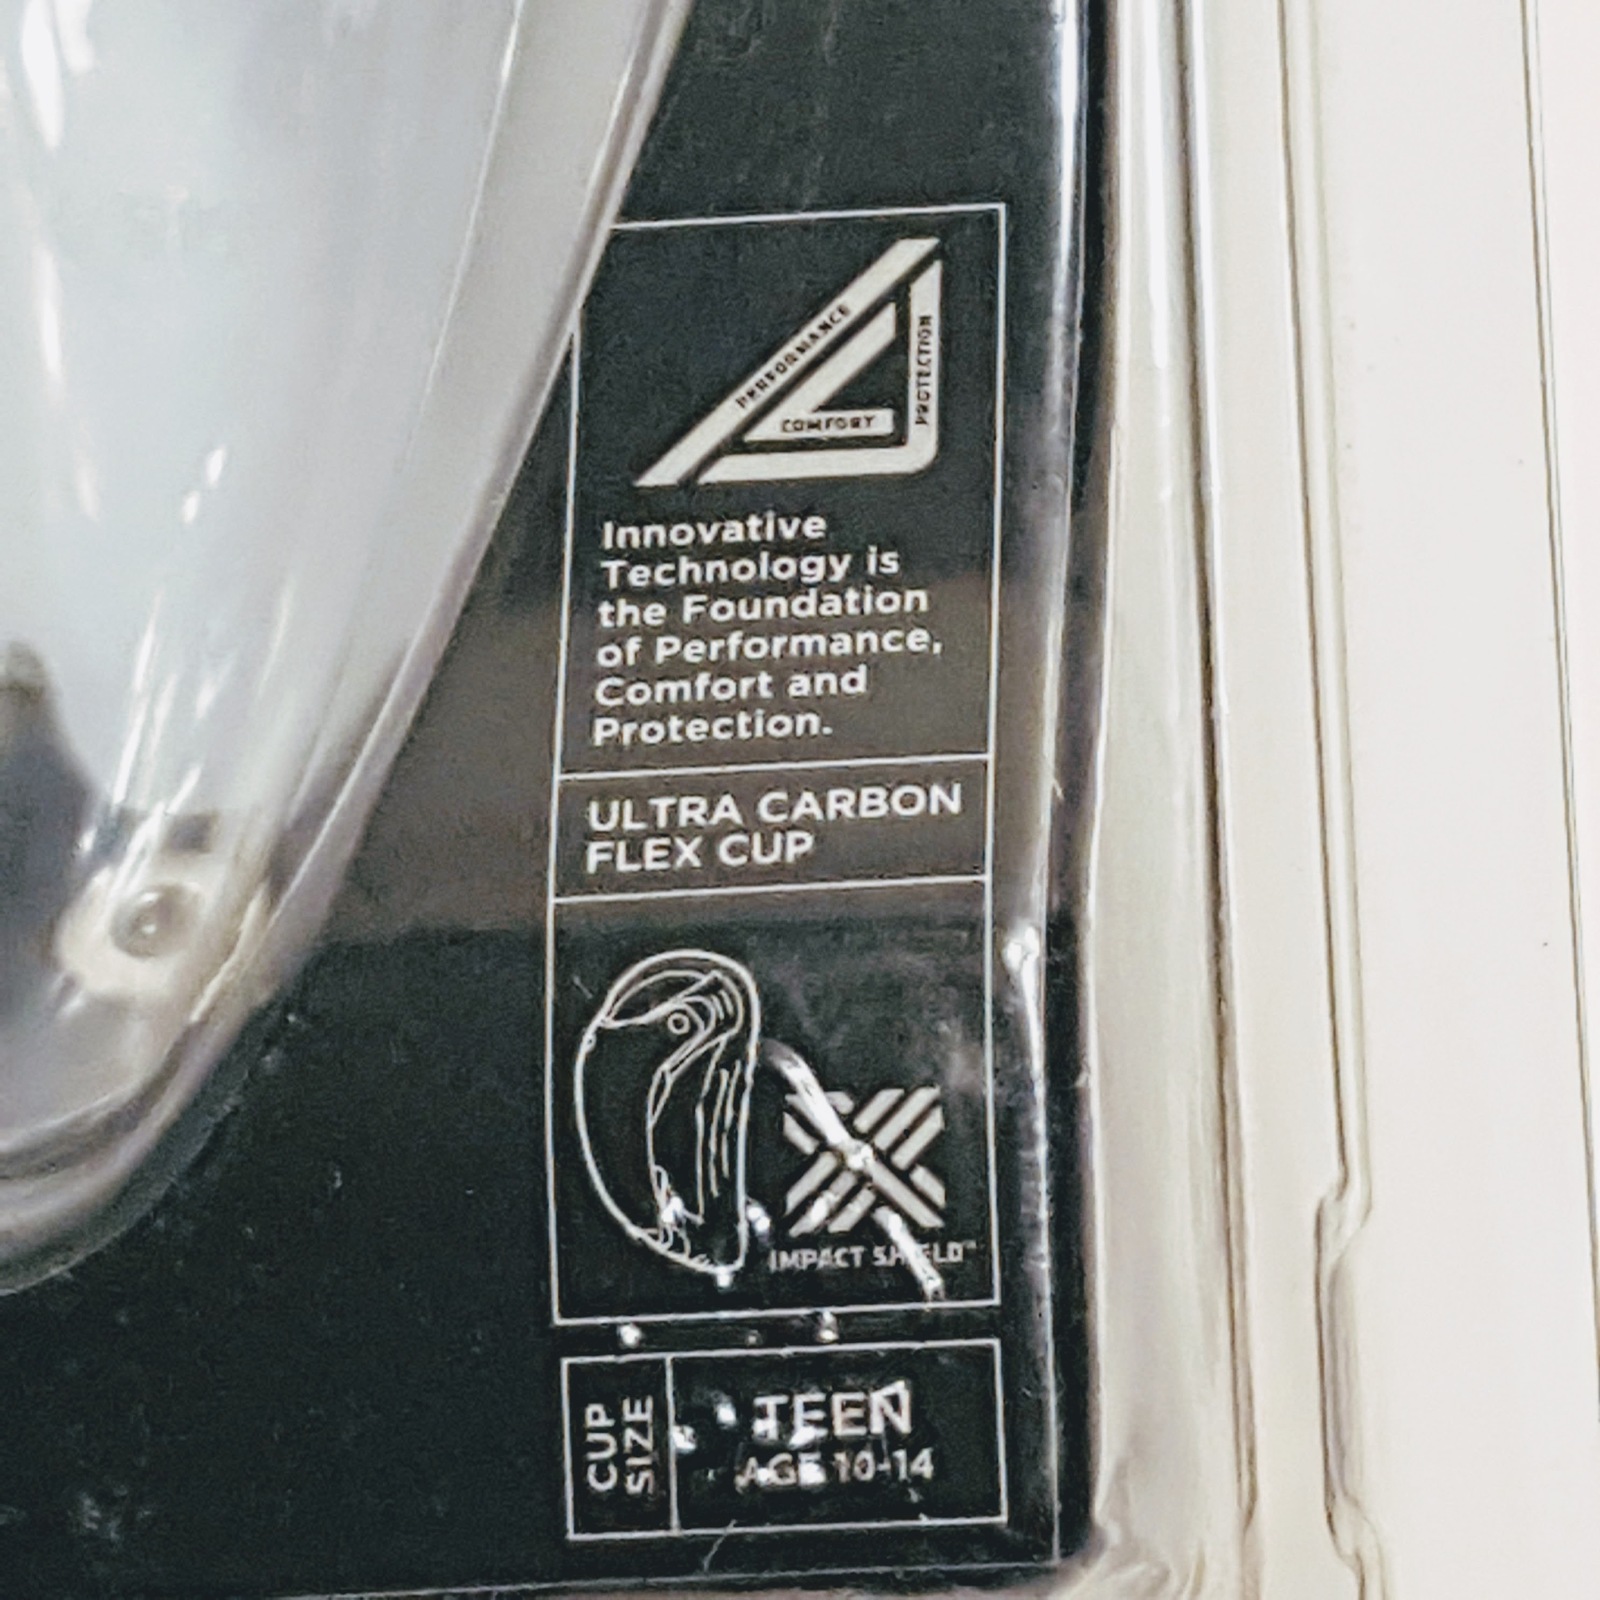 PERFORMANCE
PROTECTION
COMFORT
Innovative
Technology is
the Foundation
of Performance,
Comfort and
Protection.
ULTRA CARBON
FLEX CUP
IMPACT SHIELD™
CUP
SIZE
TEEN
AGE 10-14